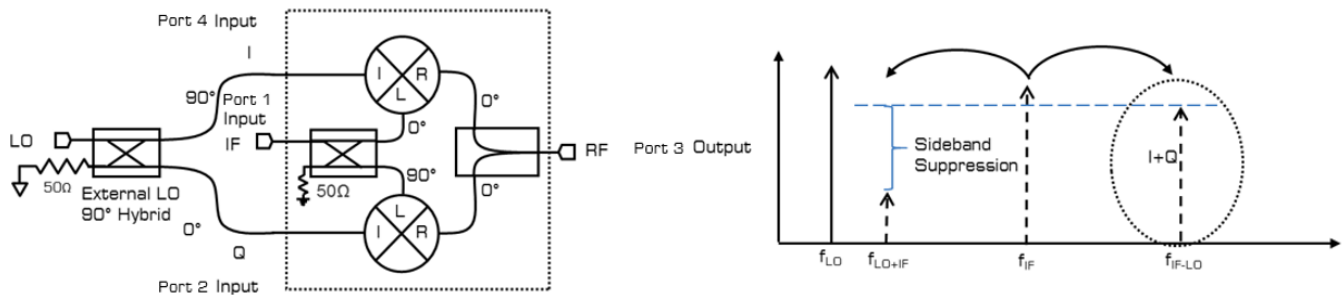 Port 4 Input
I
I
R
L
90°
Port 1
Input
0°
0°
LO
IF
RF
Port 3 Output
50Ω
External LO
90° Hybrid
50Ω
90°
0°
0°
L
I
R
Q
Port 2 Input
Sideband
Suppression
I+Q
fLO
fLO+IF
fIF
fIF-LO